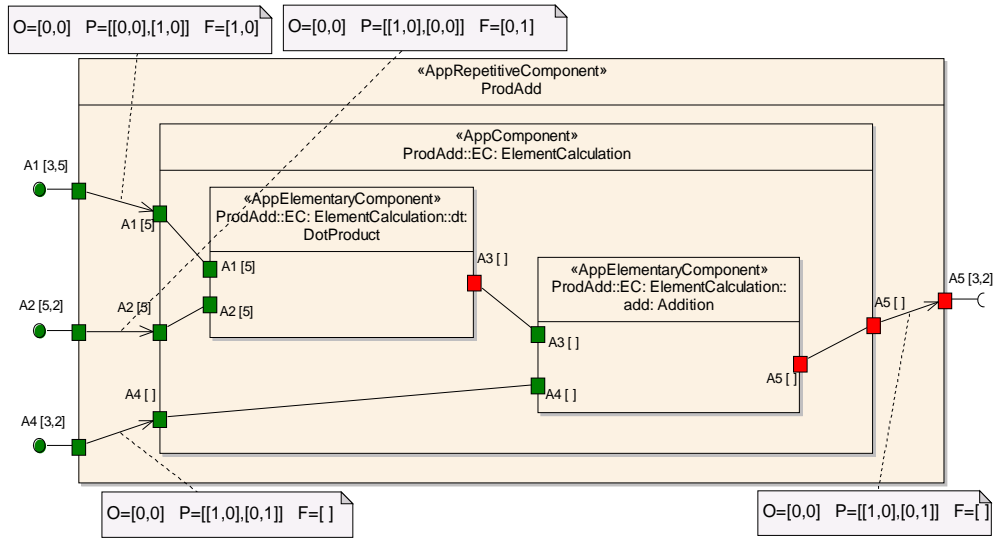 O=[0,0]   P=[[0,0],[1,0]]   F=[1,0]
O=[0,0]   P=[[1,0],[0,0]]   F=[0,1]
«AppRepetitiveComponent»
ProdAdd
«AppComponent»
ProdAdd::EC: ElementCalculation
A1 [3,5]
A1 [5]
«AppElementaryComponent»
ProdAdd::EC: ElementCalculation::dt:
DotProduct
A1 [5]
A2 [5]
A3 [ ]
A2 [5,2]
A2 [5]
«AppElementaryComponent»
ProdAdd::EC: ElementCalculation::
add: Addition
A3 [ ]
A4 [ ]
A5 [ ]
A5 [ ]
A5 [3,2]
A4 [ ]
A4 [3,2]
O=[0,0]   P=[[1,0],[0,1]]   F=[ ]
O=[0,0]   P=[[1,0],[0,1]]   F=[ ]